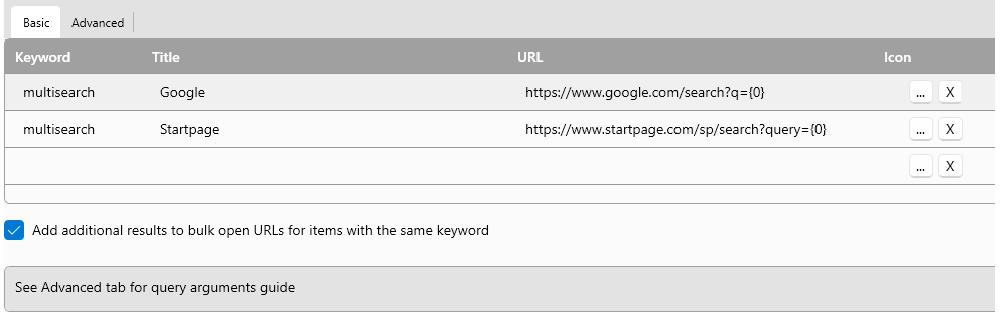 Basic Advanced
Keyword Title URL Icon
multisearch Google https://www.google.com/search?q={0} ... X
multisearch Startpage https://www.startpage.com/sp/search?query={0} ... X
... X
Add additional results to bulk open URLs for items with the same keyword
See Advanced tab for query arguments guide